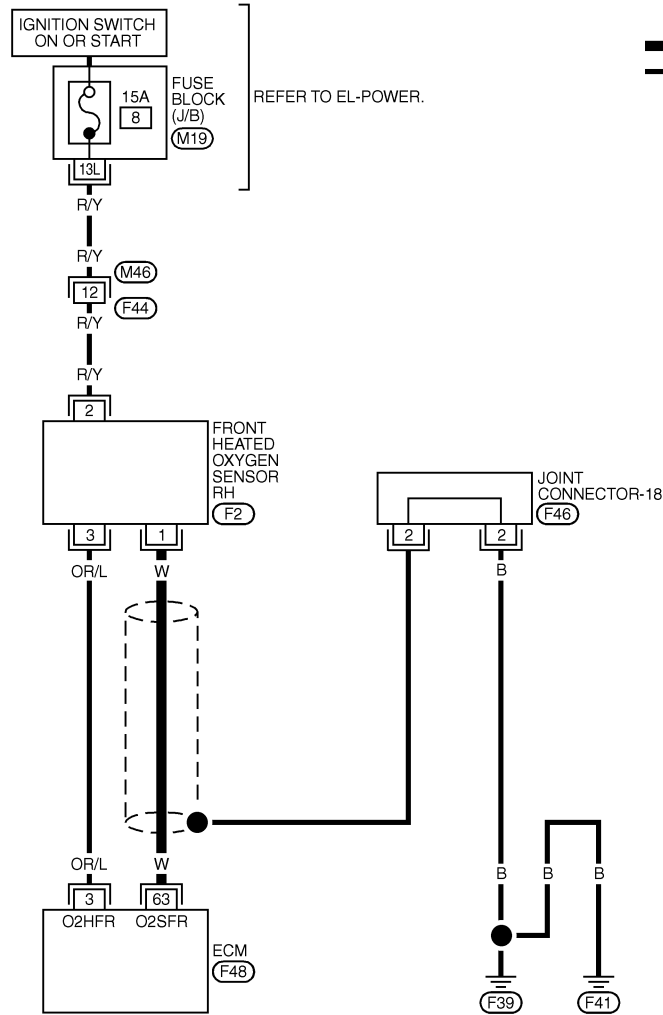 IGNITION SWITCH
ON OR START
FUSE
BLOCK
(J/B)
M19
15A
8
REFER TO EL-POWER.
13L
R/Y
R/Y
M46
12
F44
R/Y
R/Y
2
FRONT
HEATED
OXYGEN
SENSOR
RH
F2
JOINT
CONNECTOR-18
F46
3
1
2
2
OR/L
W
B
OR/L
W
B
B
B
3
63
O2HFR
O2SFR
ECM
F48
F39
F41